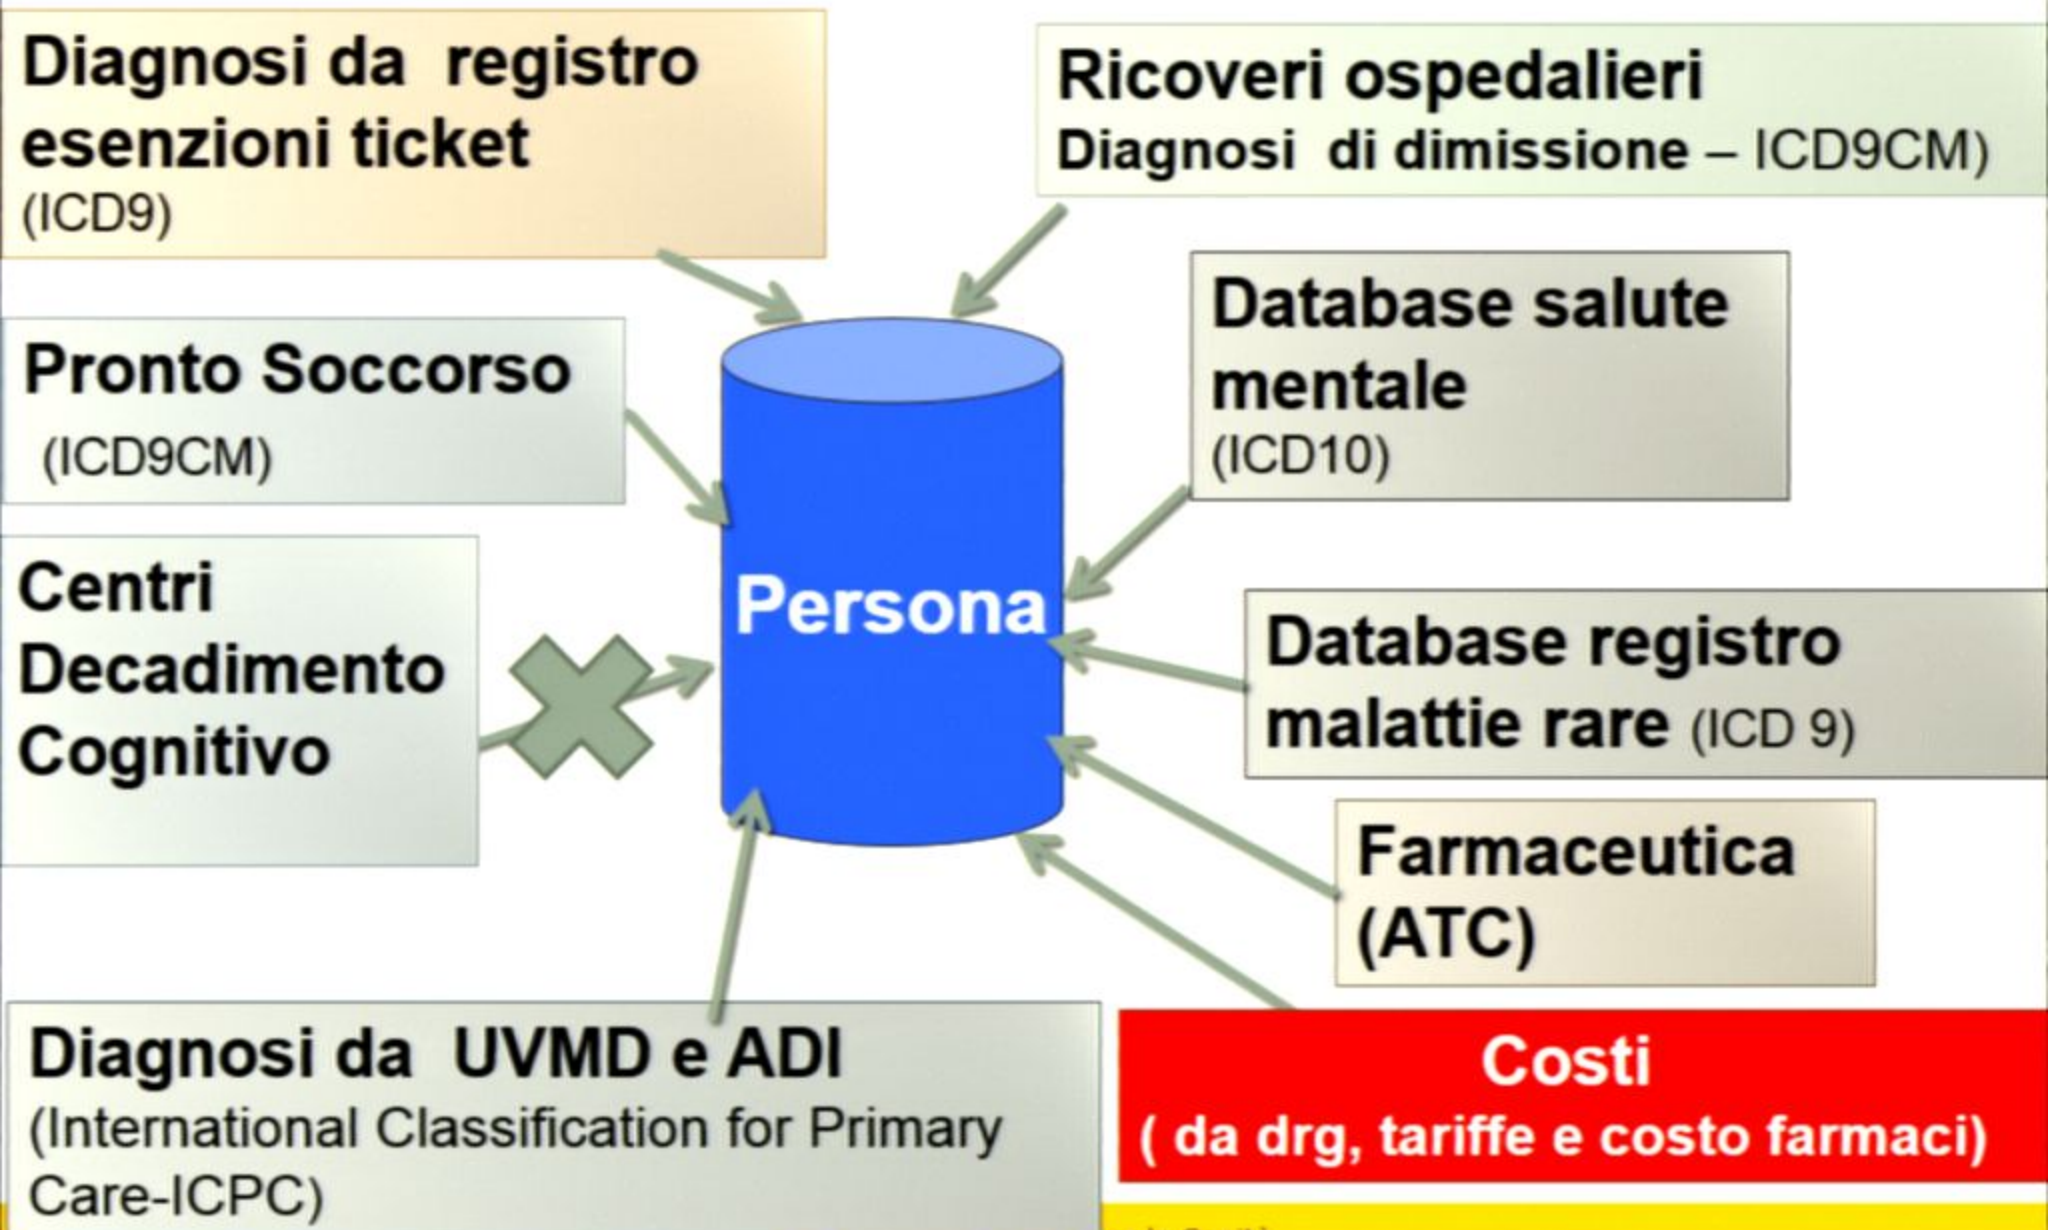 Diagnosi da registro
esenzioni ticket
(ICD9)
Ricoveri ospedalieri
Diagnosi di dimissione – ICD9CM)
Pronto Soccorso
(ICD9CM)
Database salute
mentale
(ICD10)
Centri
Decadimento
Cognitivo
Persona
Database registro
malattie rare (ICD 9)
Farmaceutica
(ATC)
Diagnosi da UVMD e ADI
(International Classification for Primary
Care-ICPC)
Costi
( da drg, tariffe e costo farmaci)